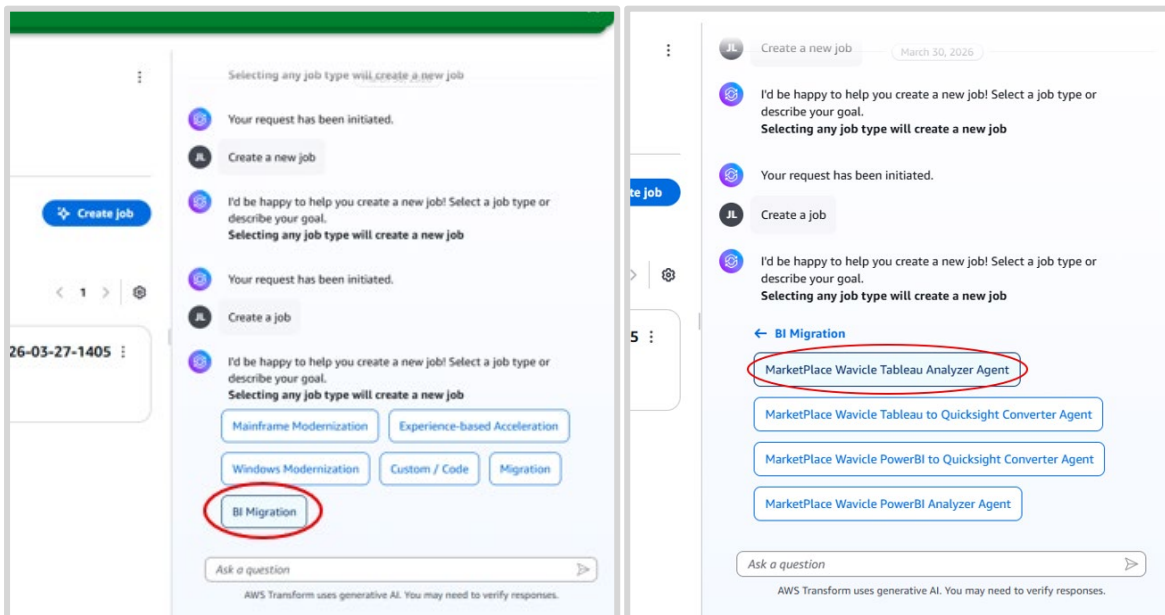 Selecting any job type will create a new job
Your request has been initiated.
JL
Create a new job
Create job
I'd be happy to help you create a new job! Select a job type or
describe your goal.
Selecting any job type will create a new job
Your request has been initiated.
1
JL
Create a job
26-03-27-1405
I'd be happy to help you create a new job! Select a job type or
describe your goal.
Selecting any job type will create a new job
Mainframe Modernization
Experience-based Acceleration
Windows Modernization
Custom / Code
Migration
BI Migration
Ask a question
AWS Transform uses generative AI. You may need to verify responses.
JL
Create a new job
March 30, 2026
I'd be happy to help you create a new job! Select a job type or
describe your goal.
Selecting any job type will create a new job
Your request has been initiated.
te job
JL
Create a job
I'd be happy to help you create a new job! Select a job type or
describe your goal.
Selecting any job type will create a new job
5
← BI Migration
MarketPlace Wavicle Tableau Analyzer Agent
MarketPlace Wavicle Tableau to Quicksight Converter Agent
MarketPlace Wavicle PowerBI to Quicksight Converter Agent
MarketPlace Wavicle PowerBI Analyzer Agent
Ask a question
AWS Transform uses generative AI. You may need to verify responses.